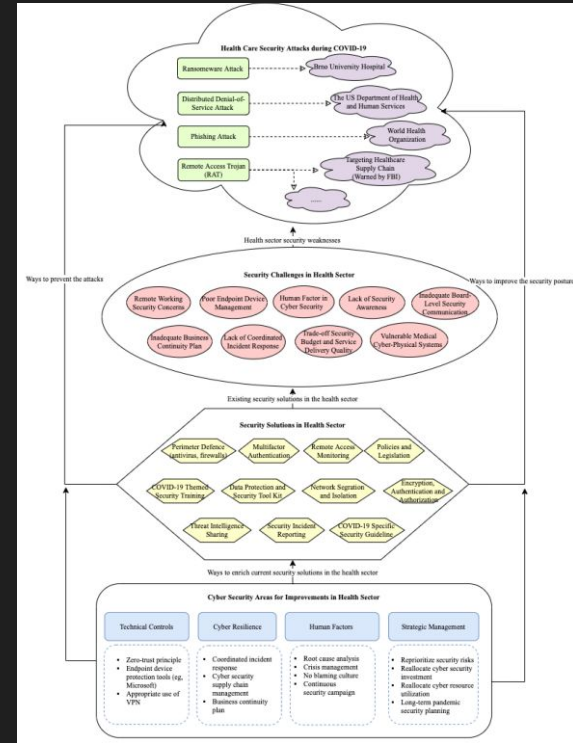 Health Care Security Attacks during COVID-19
Ransomeware Attack
Brno University Hospital
Distributed Denial-of-
Service Attack
The US Department of Health
and Human Services
Phishing Attack
World Health
Organization
Remote Access Trojan
(RAT)
Targeting Healthcare
Supply Chain
(Warned by FBI)
......
Health sector security weaknesses
Ways to prevent the attacks
Ways to improve the security posture
Security Challenges in Health Sector
Remote Working
Security Concerns
Poor Endpoint Device
Management
Human Factor in
Cyber Security
Lack of Security
Awareness
Inadequate Board-
Level Security
Communication
Inadequate Business
Continuity Plan
Lack of Coordinated
Incident Response
Trade-off Security
Budget and Service
Delivery Quality
Vulnerable Medical
Cyber-Physical Systems
Existing security solutions in the health sector
Security Solutions in Health Sector
Perimeter Defence
(antivirus, firewalls)
Multifactor
Authentication
Remote Access
Monitoring
Policies and
Legislation
COVID-19 Themed
Security Training
Data Protection and
Security Tool Kit
Network Segration
and Isolation
Encryption,
Authentication and
Authorization
Threat Intelligence
Sharing
Security Incident
Reporting
COVID-19 Specific
Security Guideline
Ways to enrich current security solutions in the health sector
Cyber Security Areas for Improvements in Health Sector
Technical Controls
• Zero-trust principle
• Endpoint device
protection tools (eg,
Microsoft)
• Appropriate use of
VPN
Cyber Resilience
• Coordinated incident
response
• Cyber security
supply chain
management
• Business continuity
plan
Human Factors
• Root cause analysis
• Crisis management
• No blaming culture
• Continuous
security campaign
Strategic Management
• Reprioritize security risks
• Reallocate cyber security
investment
• Reallocate cyber resource
utilization
• Long-term pandemic
security planning